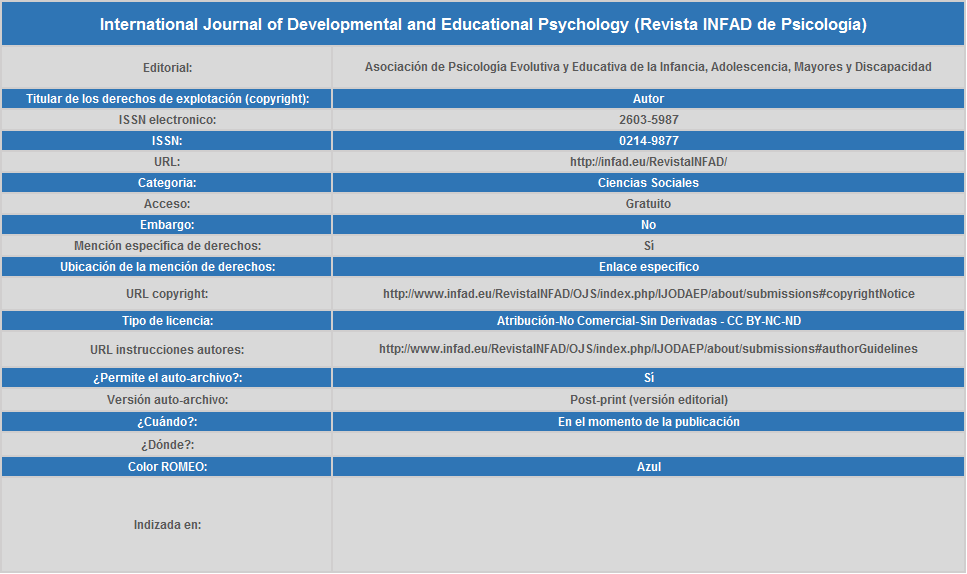 International Journal of Developmental and Educational Psychology (Revista INFAD de Psicología)
Editorial: Asociación de Psicología Evolutiva y Educativa de la Infancia, Adolescencia, Mayores y Discapacidad
Titular de los derechos de explotación (copyright): Autor
ISSN electronico: 2603-5987
ISSN: 0214-9877
URL: http://infad.eu/RevistaINFAD/
Categoría: Ciencias Sociales
Acceso: Gratuito
Embargo: No
Mención específica de derechos: Sí
Ubicación de la mención de derechos: Enlace especifico
URL copyright: http://www.infad.eu/RevistaINFAD/OJS/index.php/IJODAEP/about/submissions#copyrightNotice
Tipo de licencia: Atribución-No Comercial-Sin Derivadas - CC BY-NC-ND
URL instrucciones autores: http://www.infad.eu/RevistaINFAD/OJS/index.php/IJODAEP/about/submissions#authorGuidelines
¿Permite el auto-archivo?: Sí
Versión auto-archivo: Post-print (versión editorial)
¿Cuándo?: En el momento de la publicación
¿Dónde?:
Color ROMEO: Azul
Indizada en: